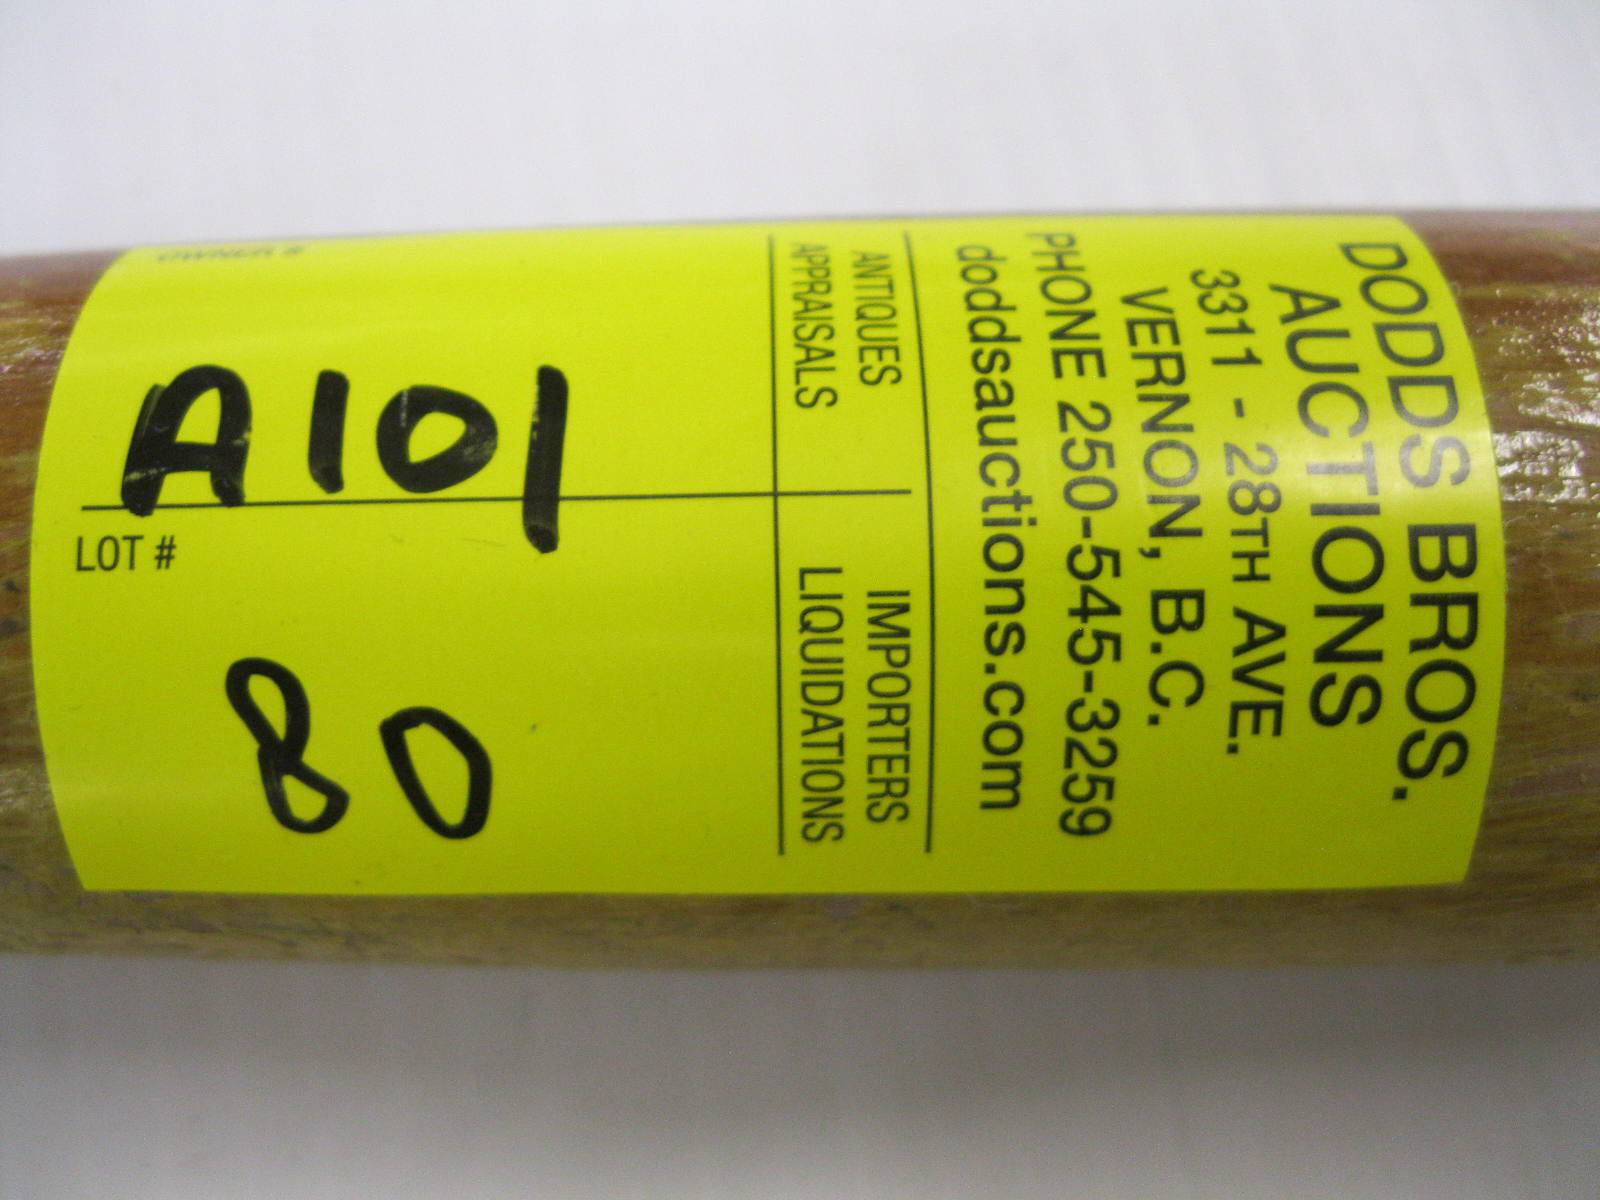 DODDS BROS.
AUCTIONS
3311 - 28TH AVE.
VERNON, B.C.
PHONE 250-545-3259
doddsauctions.com
ANTIQUES IMPORTERS
APPRAISALS LIQUIDATIONS
OWNER #
A101
LOT #
80